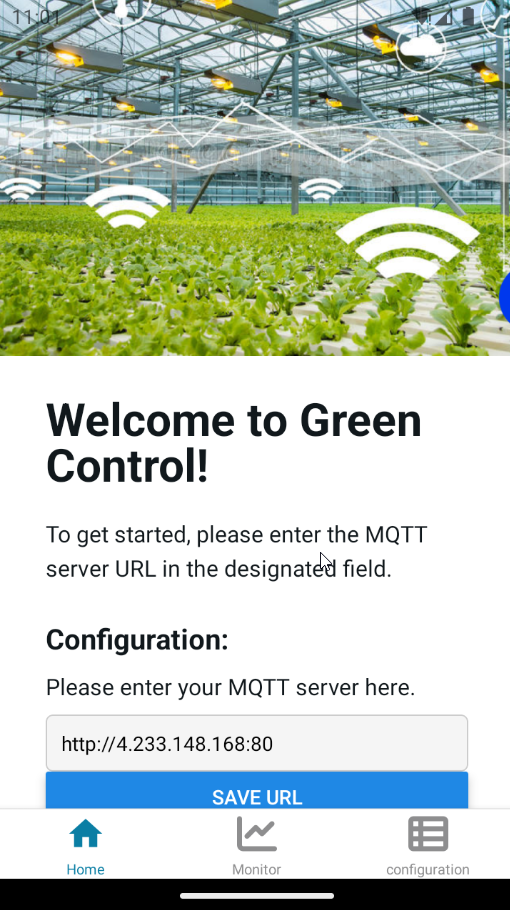 11:01
Welcome to Green
Control!
To get started, please enter the MQTT
server URL in the designated field.
Configuration:
Please enter your MQTT server here.
http://4.233.148.168:80
SAVE URL
Home
Monitor
configuration